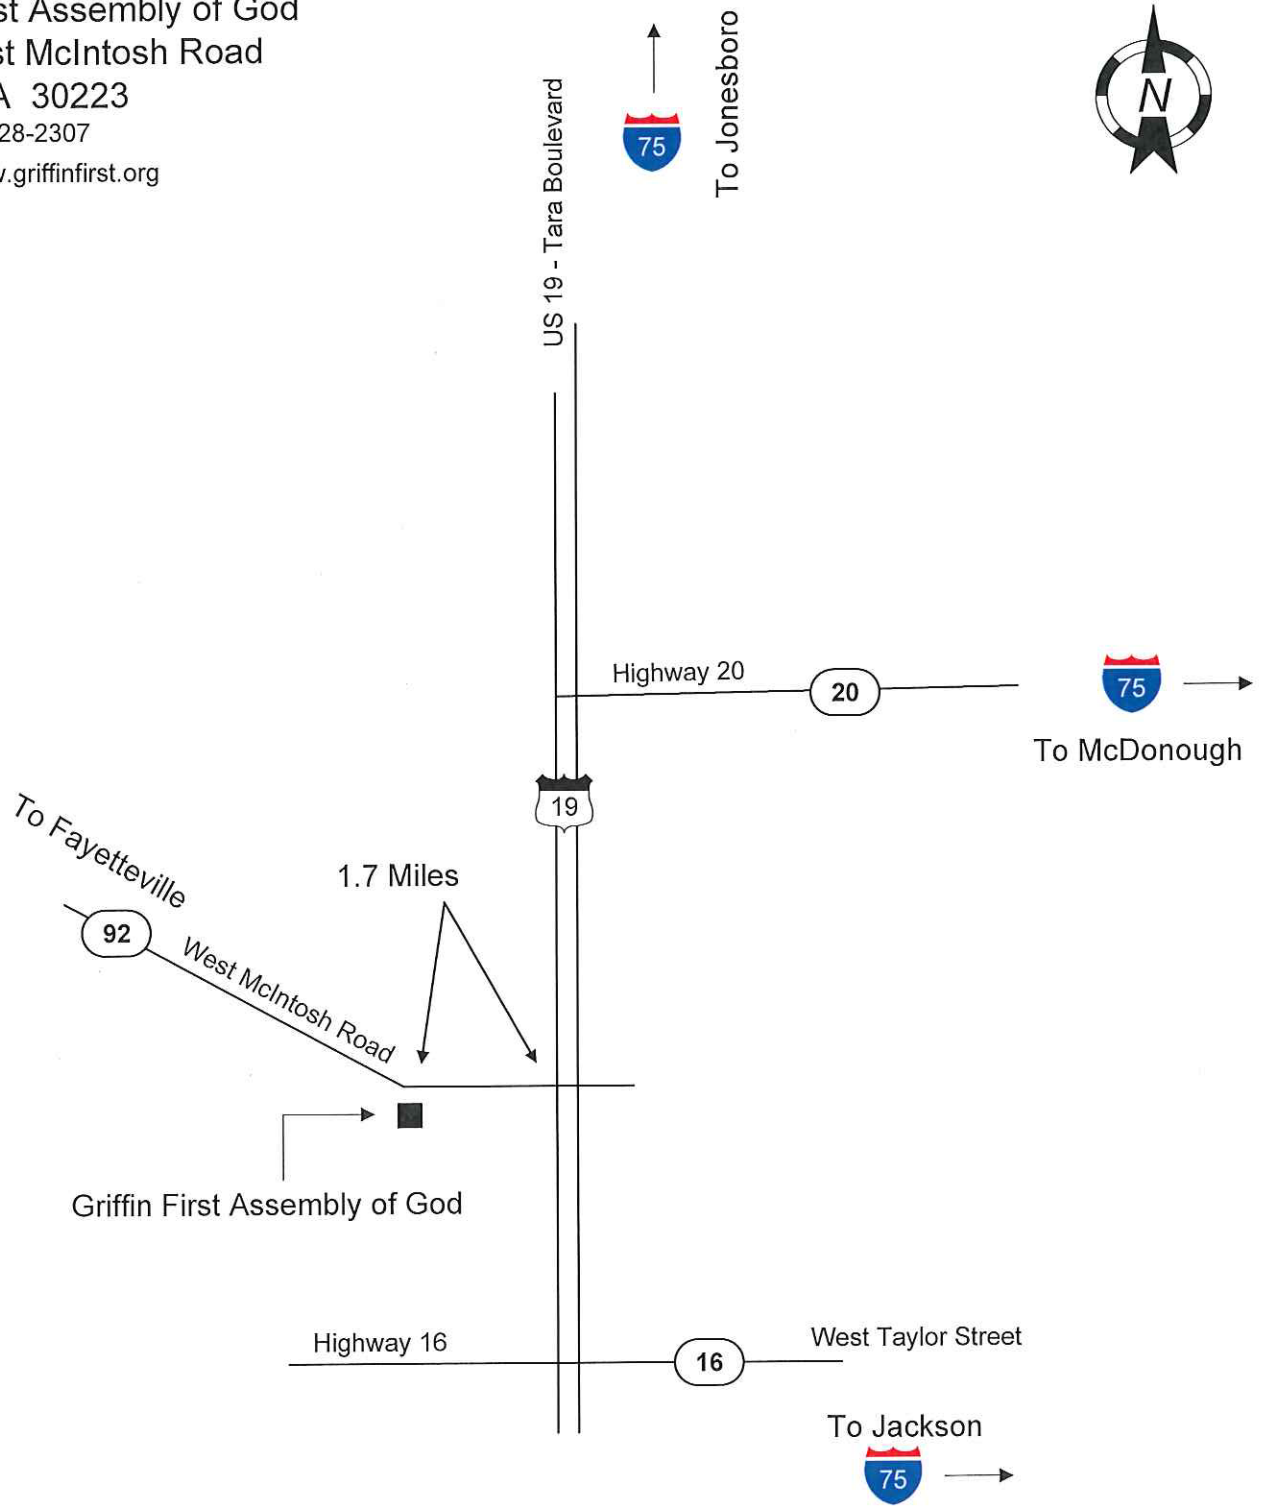 st Assembly of God
st McIntosh Road
A 30223
28-2307
.griffinfirst.org
To Jonesboro
75
N
US 19 - Tara Boulevard
Highway 20
20
75
To McDonough
19
To Fayetteville
1.7 Miles
92
West McIntosh Road
Griffin First Assembly of God
Highway 16
16
West Taylor Street
To Jackson
75